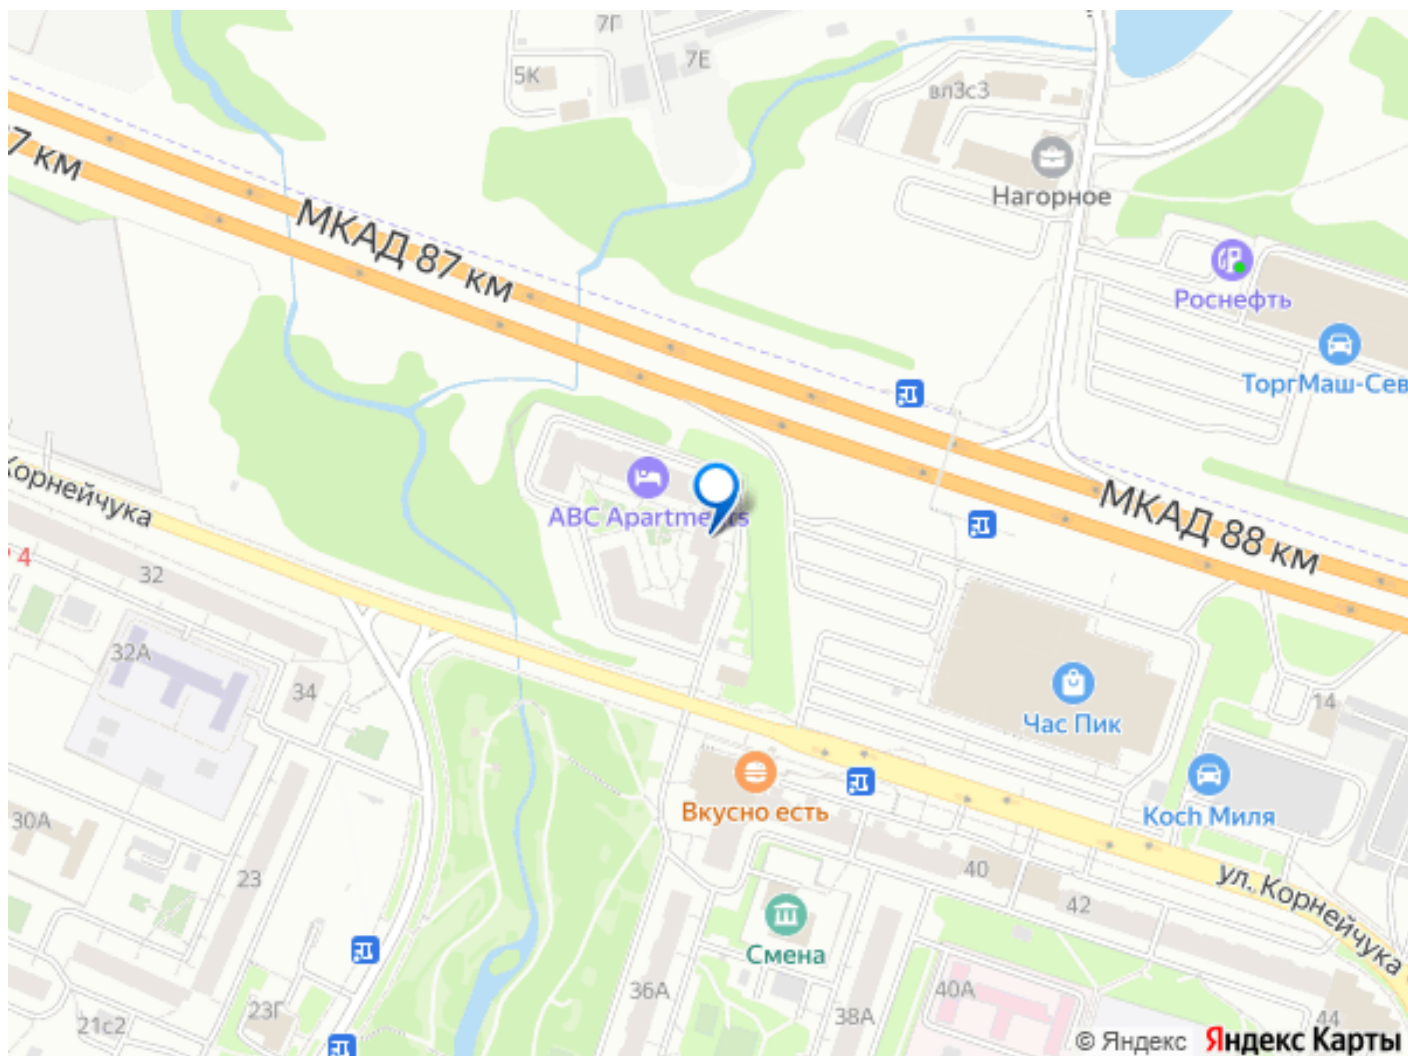 7Г
7Е
5К
вл3с3
7 км
МКАД 87 км
Нагорное
Роснефть
ТоргМаш-Сев
Корнейчука
ABC Apartments
МКАД 88 км
4
32
32А
34
Час Пик
14
Вкусно есть
Koch Миля
30А
23
40
42
ул. Корнейчука
Смена
36А
38А
40А
44
23Г
21с2
© Яндекс Яндекс Карты